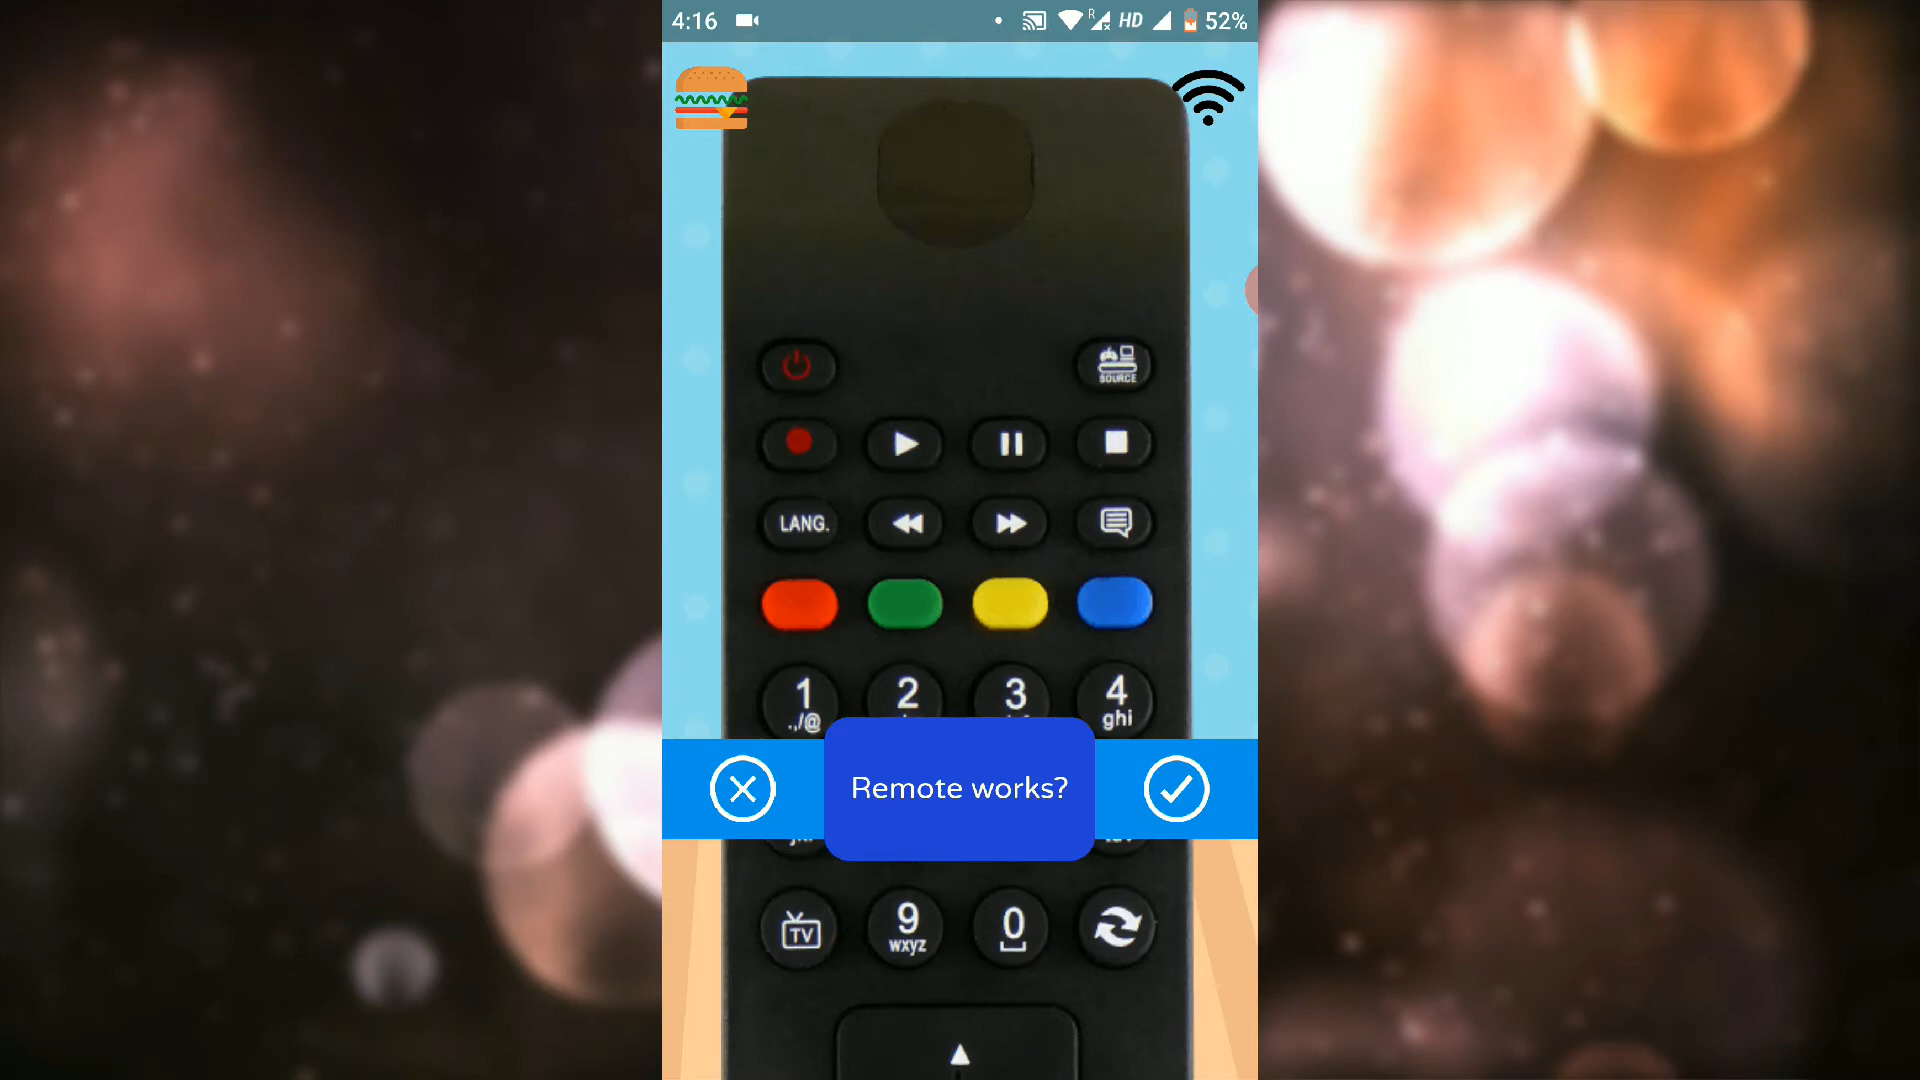 4:16 HD 52%
SOURCE
LANG.
1 2 3 4
.,/@ ghi
Remote works?
TV 9 0
wxyz